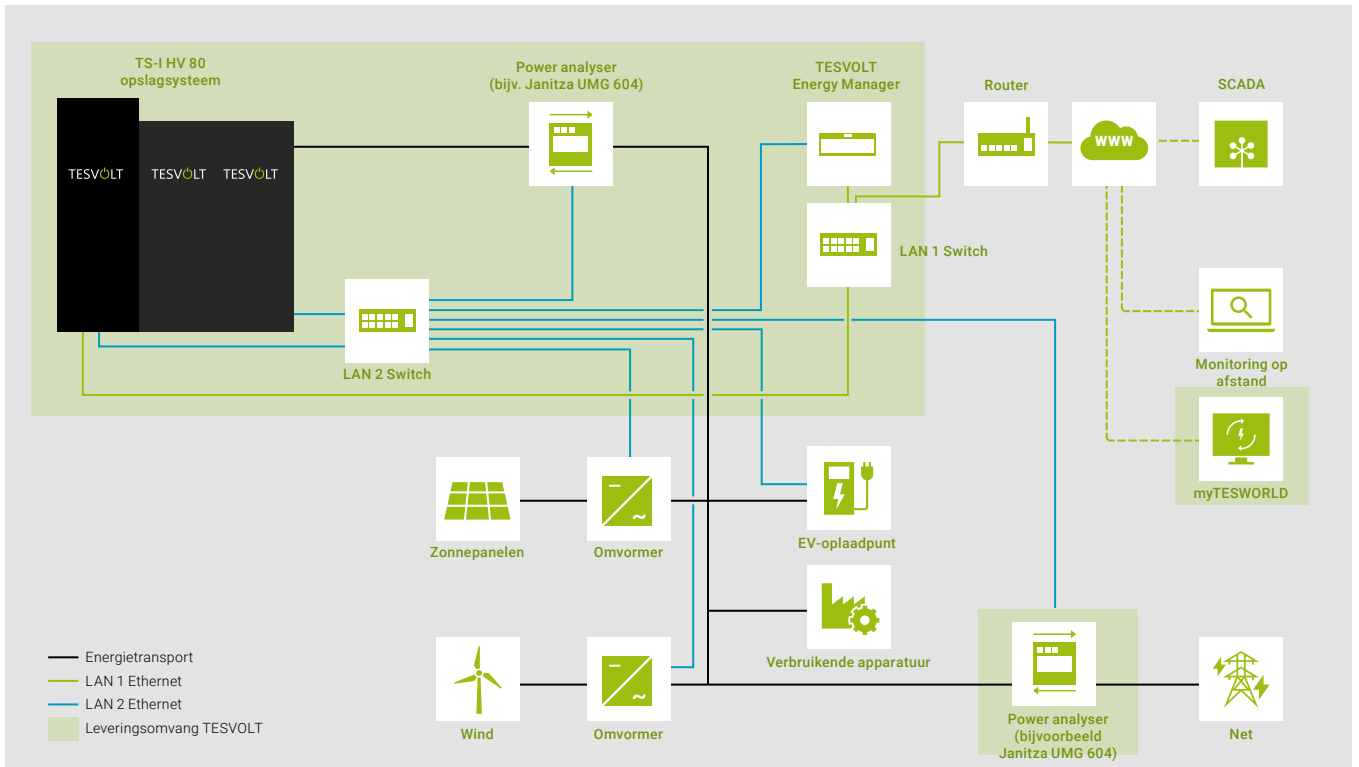 TS-I HV 80
opslagsysteem
Power analyser
(bijv. Janitza UMG 604)
TESVOLT
Energy Manager
Router
SCADA
WWW
TESVOLT
TESVOLT
TESVOLT
LAN 1 Switch
LAN 2 Switch
Monitoring op
afstand
myTESWORLD
Zonnepanelen
Omvormer
EV-oplaadpunt
Verbruikende apparatuur
Energietransport
LAN 1 Ethernet
LAN 2 Ethernet
Leveringsomvang TESVOLT
Wind
Omvormer
Power analyser
(bijvoorbeeld
Janitza UMG 604)
Net